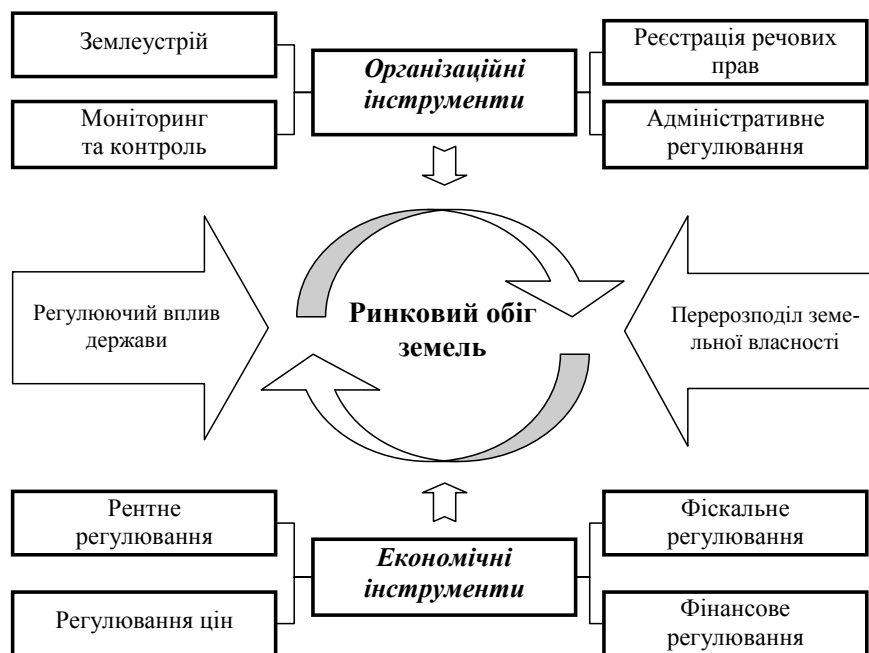 Землеустрій
Моніторинг
та контроль
Організаційні
інструменти
Реєстрація речових
прав
Адміністративне
регулювання
Регулюючий вплив
держави
Ринковий обіг
земель
Перерозподіл земе-
льної власності
Рентне
регулювання
Регулювання цін
Економічні
інструменти
Фіскальне
регулювання
Фінансове
регулювання